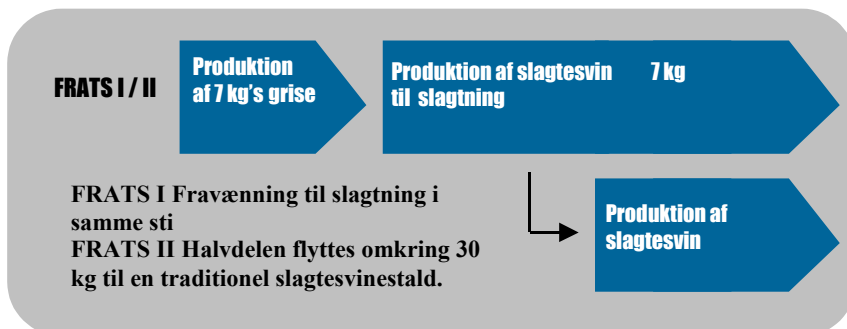 FRATS I / II
Produktion
af 7 kg's grise
Produktion af slagtesvin 7 kg
til slagtning
FRATS I Fravænning til slagtning i
samme sti
FRATS II Halvdelen flyttes omkring 30
kg til en traditionel slagtesvinestald.
Produktion af
slagtesvin